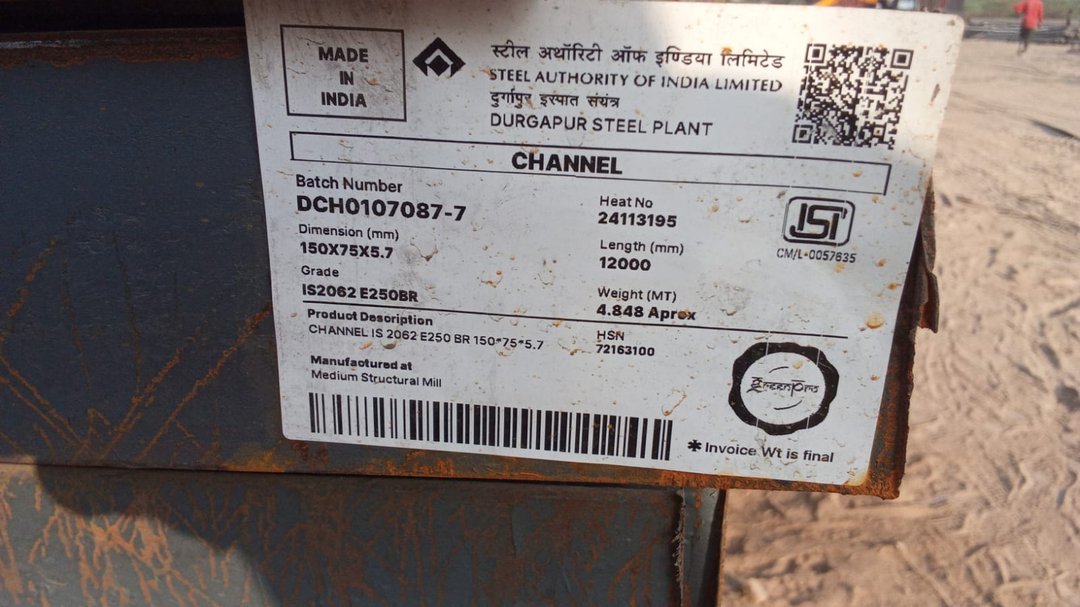 MADE
IN
INDIA
स्टील अथॉरिटी ऑफ इण्डिया लिमिटेड
STEEL AUTHORITY OF INDIA LIMITED
दुर्गापुर इस्पात संयंत्र
DURGAPUR STEEL PLANT
CHANNEL
Batch Number
DCH0107087-7
Dimension (mm)
150X75X5.7
Grade
IS2062 E250BR
Heat No
24113195
Length (mm)
12000
Weight (MT)
4.848 Aprox
ISI
CM/L-0057635
Product Description
CHANNEL IS 2062 E250 BR 150*75*5.7
HSN
72163100
Manufactured at
Medium Structural Mill
GreenPro
* Invoice Wt is final